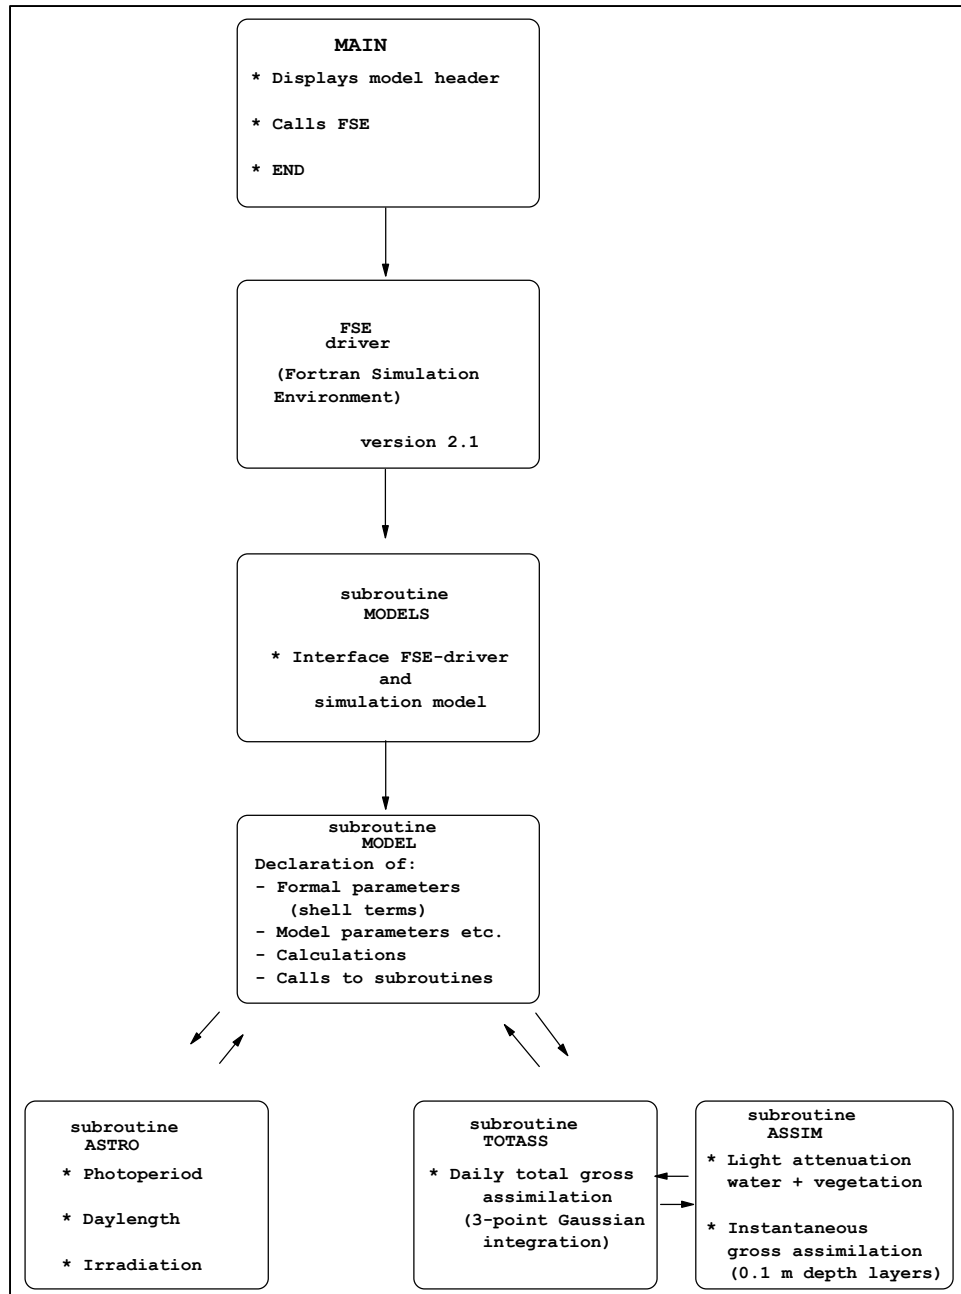 MAIN
* Displays model header
* Calls FSE
* END
FSE
driver
(Fortran Simulation
Environment)
version 2.1
subroutine
MODELS
* Interface FSE-driver
and
simulation model
subroutine
MODEL
Declaration of:
- Formal parameters
(shell terms)
- Model parameters etc.
- Calculations
- Calls to subroutines
subroutine
ASTRO
* Photoperiod
* Daylength
* Irradiation
subroutine
TOTASS
* Daily total gross
assimilation
(3-point Gaussian
integration)
subroutine
ASSIM
* Light attenuation
water + vegetation
* Instantaneous
gross assimilation
(0.1 m depth layers)